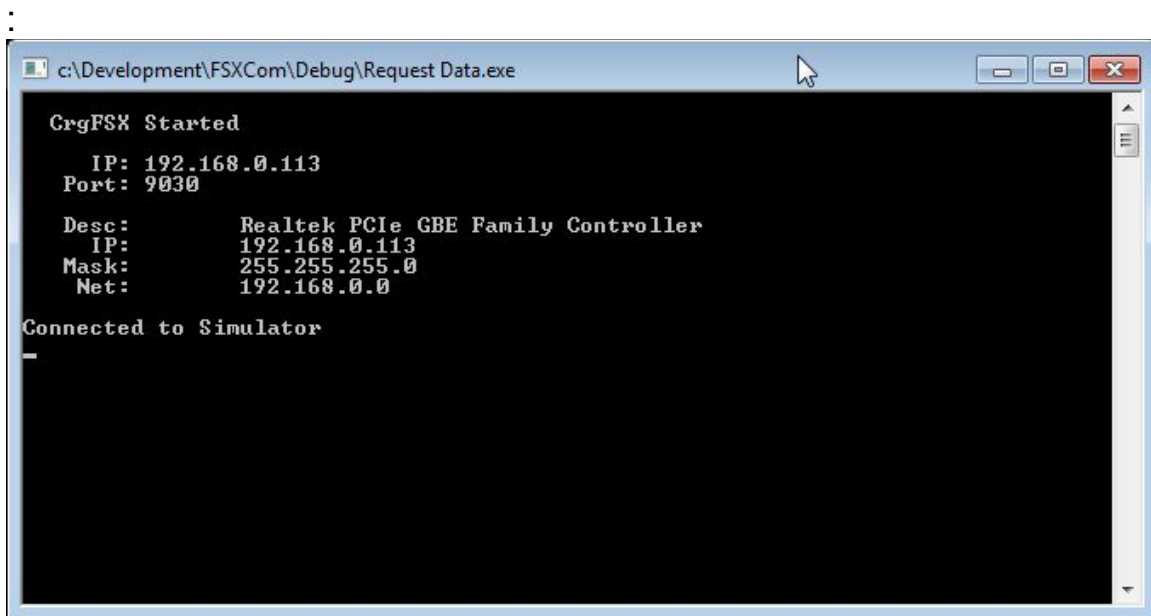 :
c:\Development\FSXCom\Debug\Request Data.exe
CrgFSX Started
IP: 192.168.0.113
Port: 9030
Desc: Realtek PCIe GBE Family Controller
IP: 192.168.0.113
Mask: 255.255.255.0
Net: 192.168.0.0
Connected to Simulator